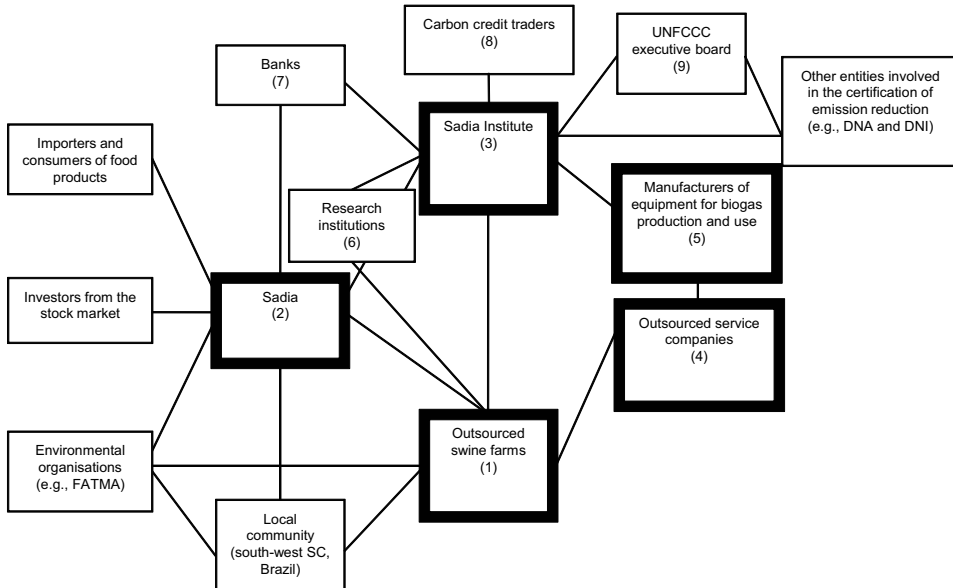 Carbon credit traders
(8)
UNFCCC
executive board
(9)
Banks
(7)
Other entities involved
in the certification of
emission reduction
(e.g., DNA and DNI)
Sadia Institute
(3)
Importers and
consumers of food
products
Manufacturers of
equipment for biogas
production and use
(5)
Research
institutions
(6)
Investors from the
stock market
Sadia
(2)
Outsourced service
companies
(4)
Environmental
organisations
(e.g., FATMA)
Outsourced
swine farms
(1)
Local
community
(south-west SC,
Brazil)